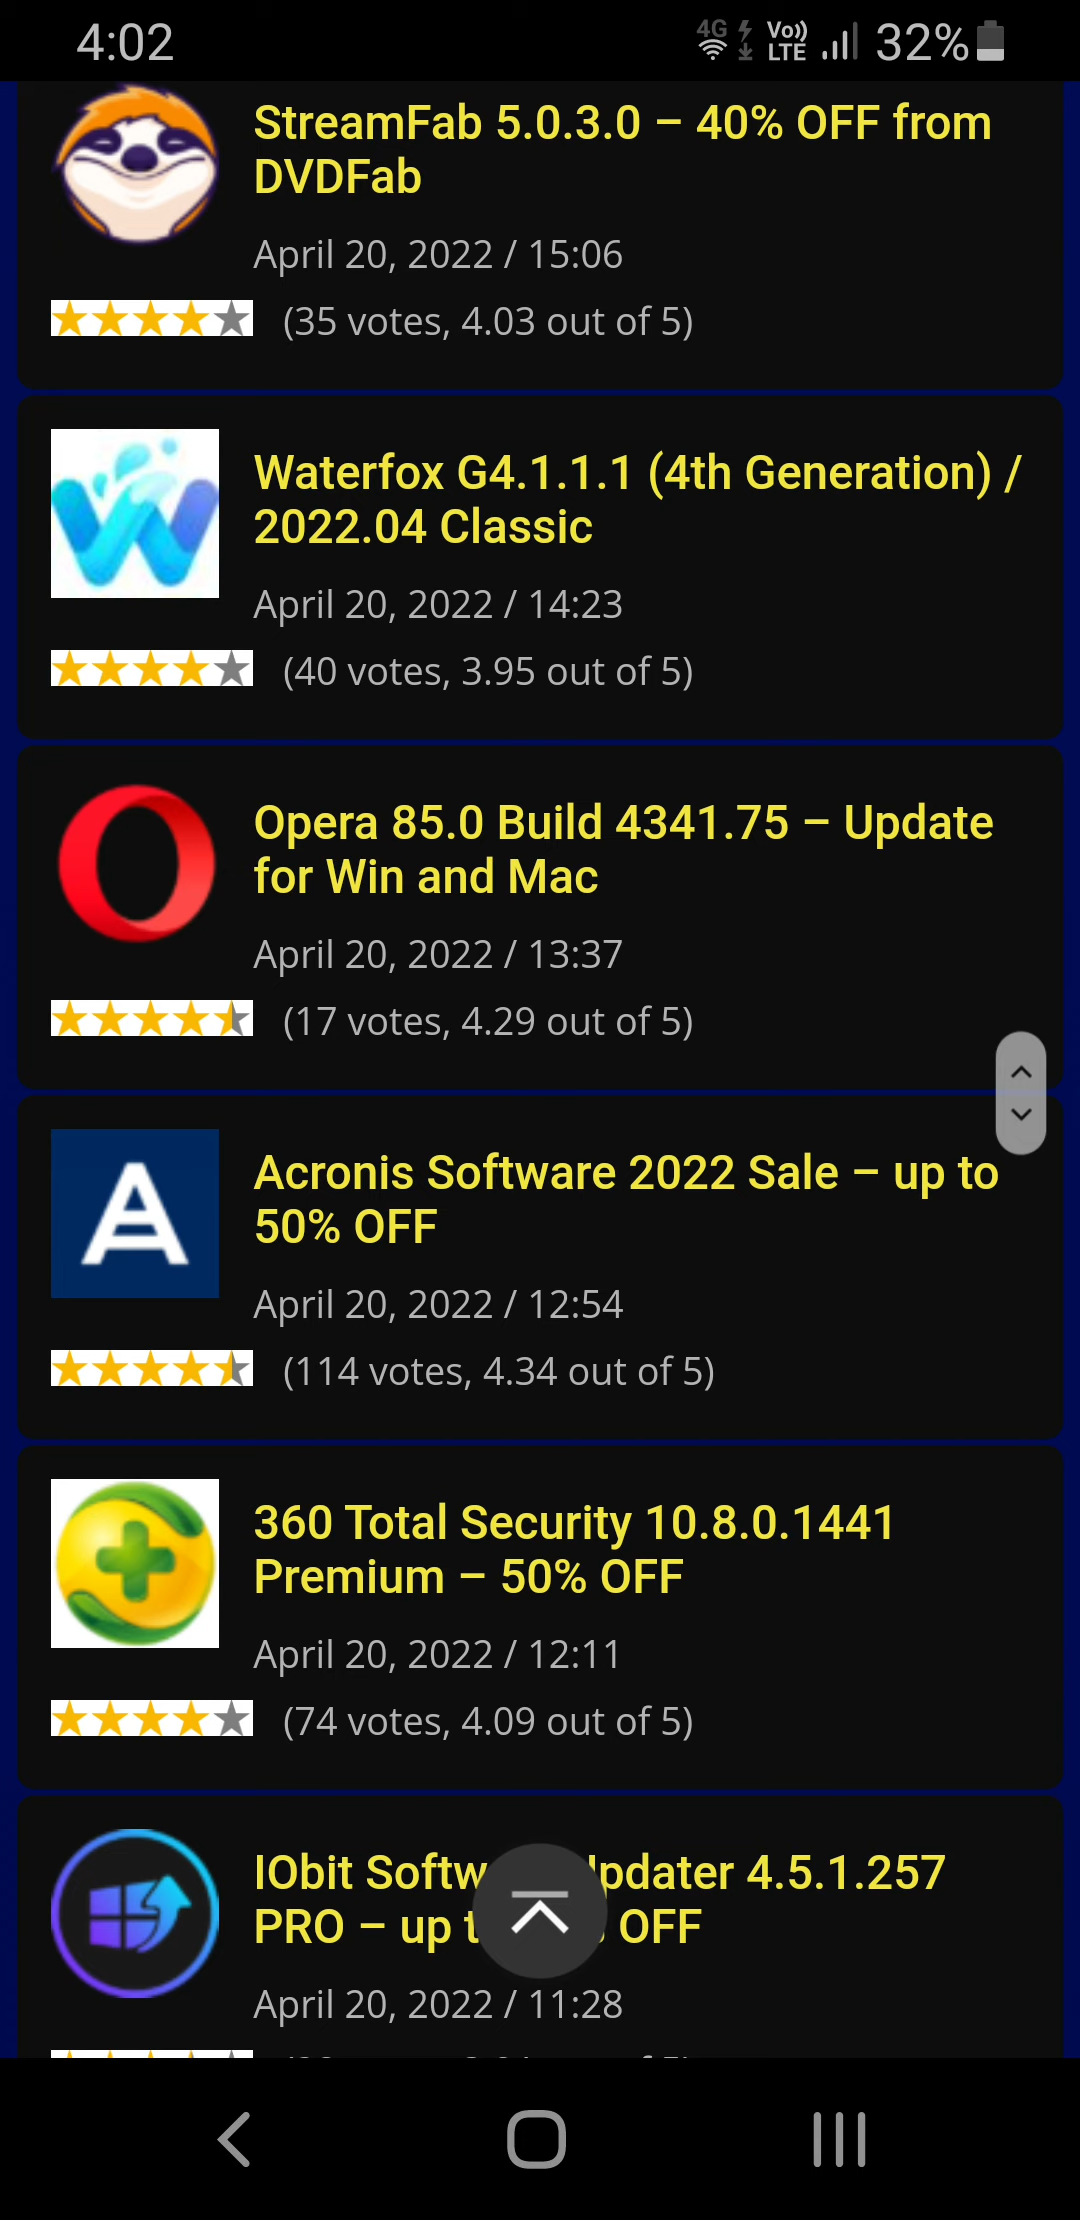 4:02
4G Vo)) LTE 32%
StreamFab 5.0.3.0 – 40% OFF from
DVDFab
April 20, 2022 / 15:06
(35 votes, 4.03 out of 5)
Waterfox G4.1.1.1 (4th Generation) /
2022.04 Classic
April 20, 2022 / 14:23
(40 votes, 3.95 out of 5)
Opera 85.0 Build 4341.75 – Update
for Win and Mac
April 20, 2022 / 13:37
(17 votes, 4.29 out of 5)
Acronis Software 2022 Sale – up to
50% OFF
April 20, 2022 / 12:54
(114 votes, 4.34 out of 5)
360 Total Security 10.8.0.1441
Premium – 50% OFF
April 20, 2022 / 12:11
(74 votes, 4.09 out of 5)
IObit Softw pdater 4.5.1.257
PRO – up t OFF
April 20, 2022 / 11:28